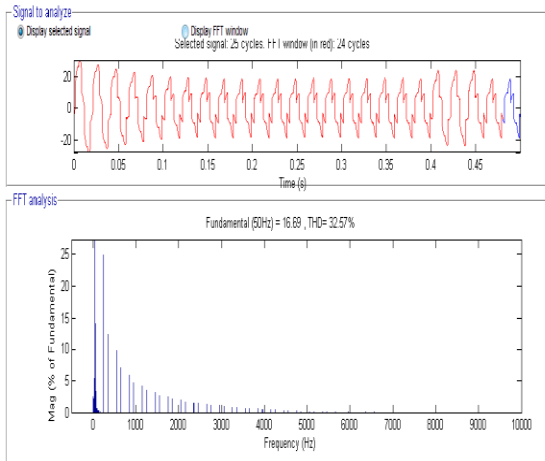 Signal to analyze
Display selected signal Display FFT window
Selected signal: 25 cycles. FFT window (in red): 24 cycles
20
0
-20
0 0.05 0.1 0.15 0.2 0.25 0.3 0.35 0.4 0.45
Time (s)
FFT analysis
Fundamental (50Hz) = 16.69 , THD= 32.57%
25
20
15
10
5
0
Mag (% of Fundamental)
0 1000 2000 3000 4000 5000 6000 7000 8000 9000 10000
Frequency (Hz)